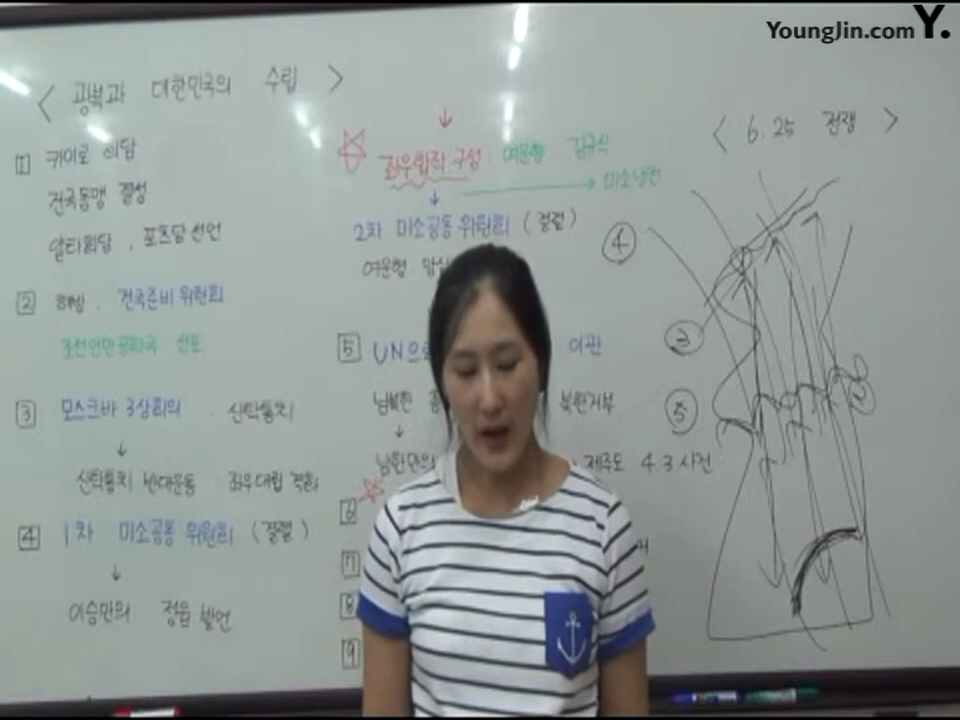 YoungJin.com Y.
< 광복과 대한민국의 수립 >
1 카이로 회담
건국동맹 결성
얄타회담 , 포츠담 선언
2 해방 . 건국준비 위원회
조선인민공화국 선포
3 모스크바 3상회의 . 신탁통치
↓
신탁통치 반대운동 좌우대립 격화
4 1차 미소공동 위원회 (결렬)
↓
이승만의 정읍 발언
↓
☆ 좌우합작 구성 . 여운형 김규식
→ 미소냉전
↓
2차 미소공동 위원회 (결렬)
여운형
5 UN으 이관
남북한 북한거부
↓
남한만의 . 제주도 4.3 사건
☆
6
7
8
9
< 6.25 전쟁 >
④
③
⑤
②